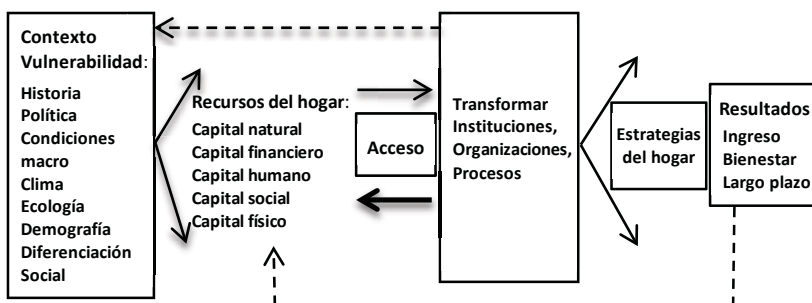 Contexto
Vulnerabilidad:
Historia
Política
Condiciones
macro
Clima
Ecología
Demografía
Diferenciación
Social
Recursos del hogar:
Capital natural
Capital financiero
Capital humano
Capital social
Capital físico
Acceso
Transformar
Instituciones,
Organizaciones,
Procesos
Estrategias
del hogar
Resultados
Ingreso
Bienestar
Largo plazo